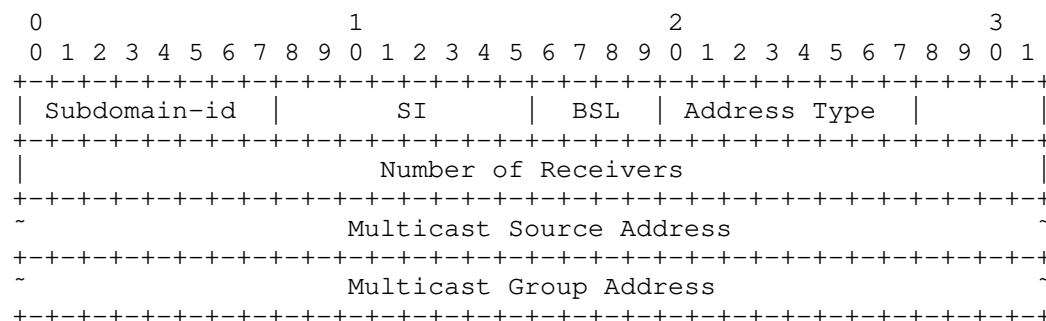 0                   1                   2                   3
 0 1 2 3 4 5 6 7 8 9 0 1 2 3 4 5 6 7 8 9 0 1 2 3 4 5 6 7 8 9 0 1
+-+-+-+-+-+-+-+-+-+-+-+-+-+-+-+-+-+-+-+-+-+-+-+-+-+-+-+-+-+-+-+-+
| Subdomain-id  |       SI      |  BSL  | Address Type  |       |
+-+-+-+-+-+-+-+-+-+-+-+-+-+-+-+-+-+-+-+-+-+-+-+-+-+-+-+-+-+-+-+-+
|                      Number of Receivers                      |
+-+-+-+-+-+-+-+-+-+-+-+-+-+-+-+-+-+-+-+-+-+-+-+-+-+-+-+-+-+-+-+-+
~                    Multicast Source Address                   ~
+-+-+-+-+-+-+-+-+-+-+-+-+-+-+-+-+-+-+-+-+-+-+-+-+-+-+-+-+-+-+-+-+
~                    Multicast Group Address                    ~
+-+-+-+-+-+-+-+-+-+-+-+-+-+-+-+-+-+-+-+-+-+-+-+-+-+-+-+-+-+-+-+-+